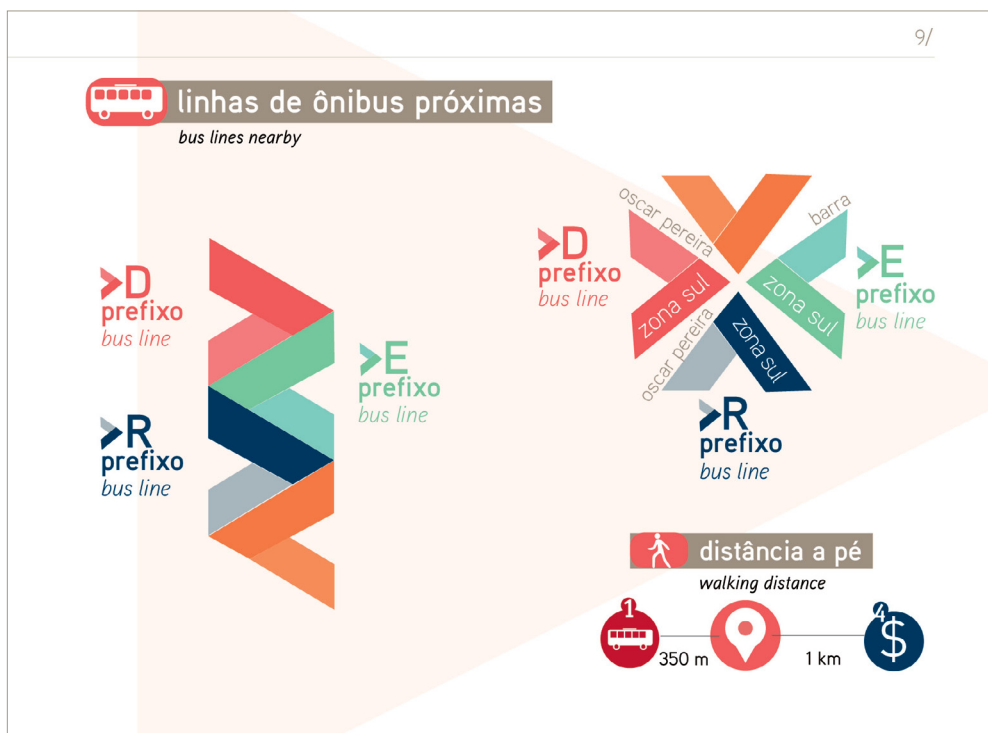 9/
linhas de ônibus próximas
bus lines nearby
>D
prefixo
bus line
>E
prefixo
bus line
>R
prefixo
bus line
oscar pereira
barra
>D
prefixo
bus line
zona sul
zona sul
>E
prefixo
bus line
oscar pereira
zona sul
>R
prefixo
bus line
distância a pé
walking distance
1
350 m
1 km
4
$